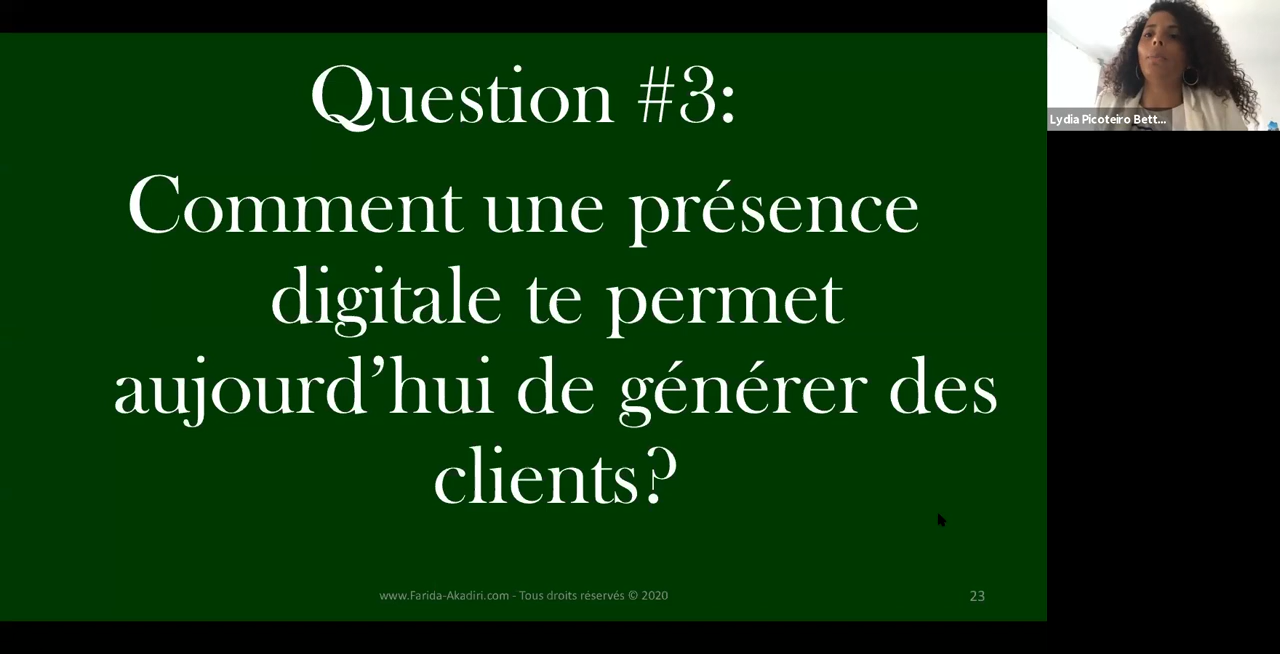 Question #3:
Comment une présence
digitale te permet
aujourd’hui de générer des
clients?
www.Farida-Akadiri.com - Tous droits réservés © 2020
23
Lydia Picoteiro Bett...